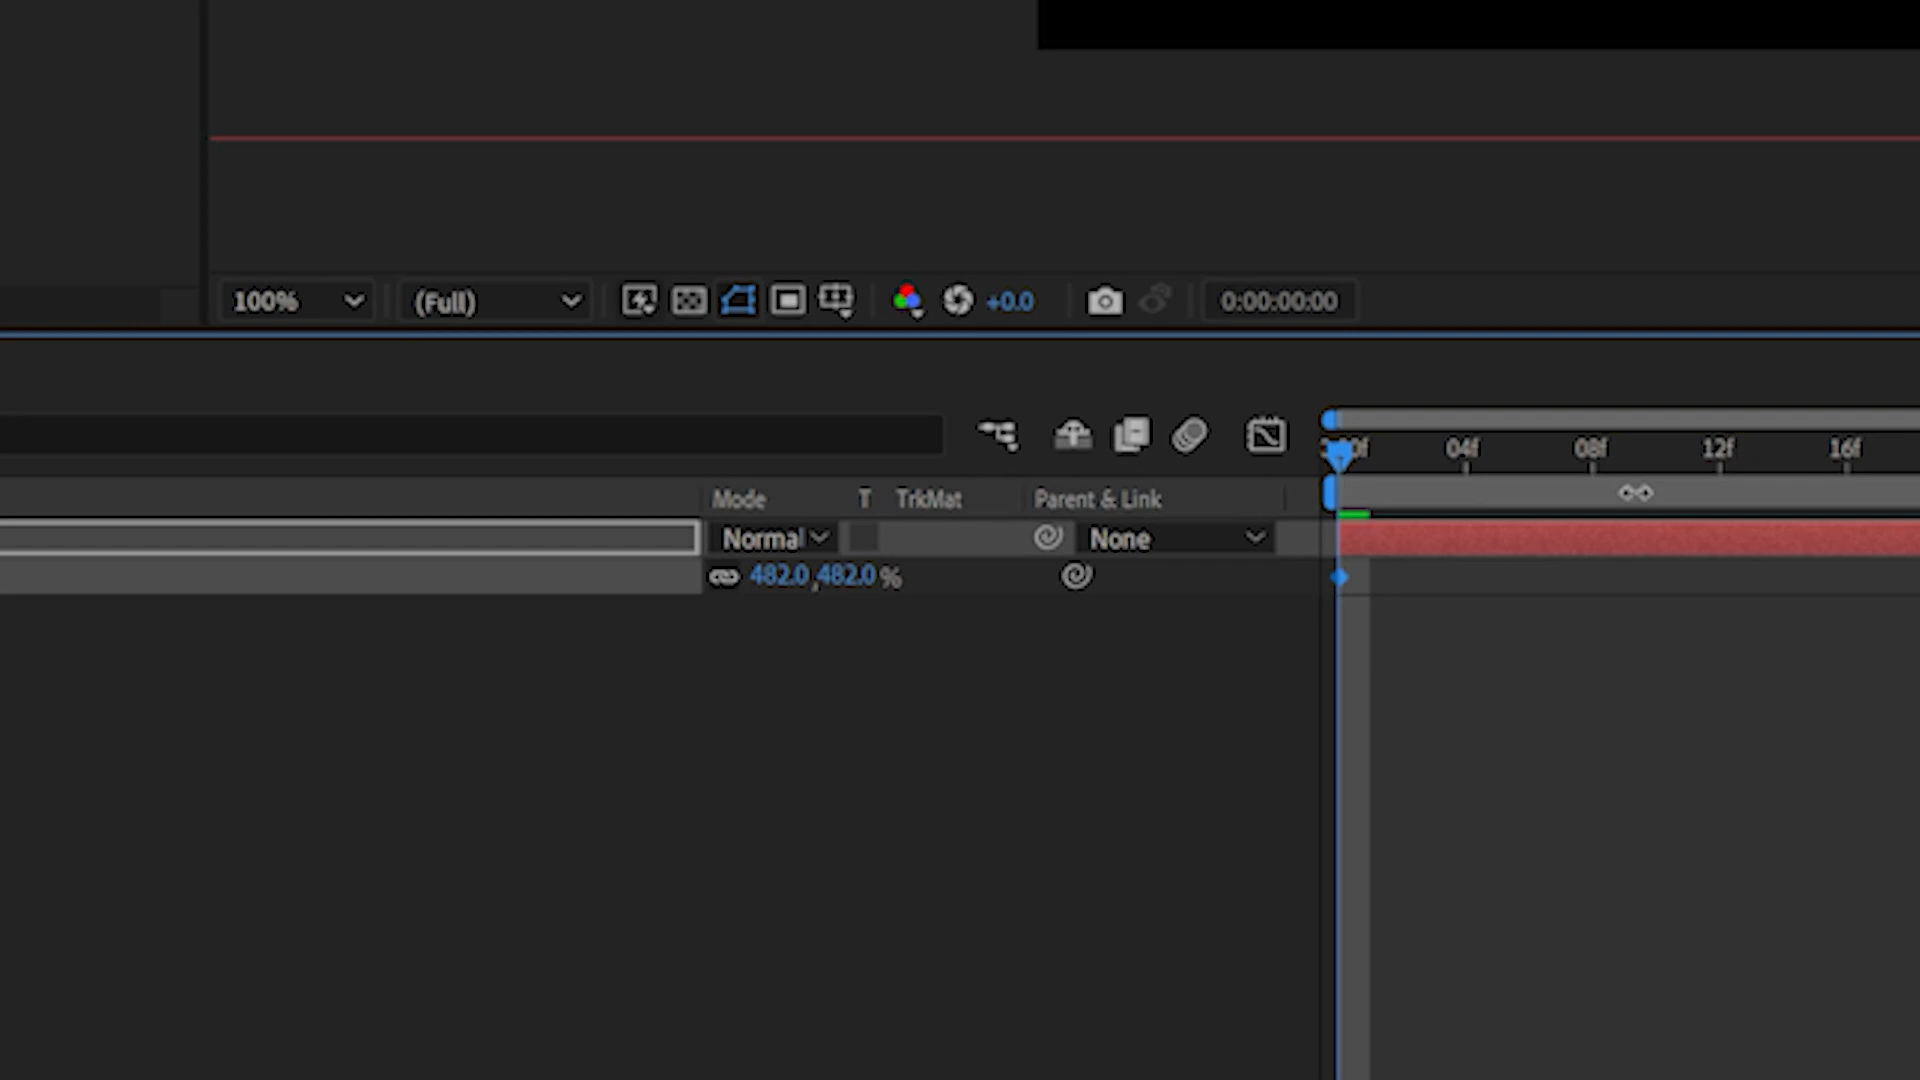 100% (Full) +0.0 0:00:00:00
04f 08f 12f 16f
Mode T TrkMat Parent & Link
Normal None
482.0,482.0%